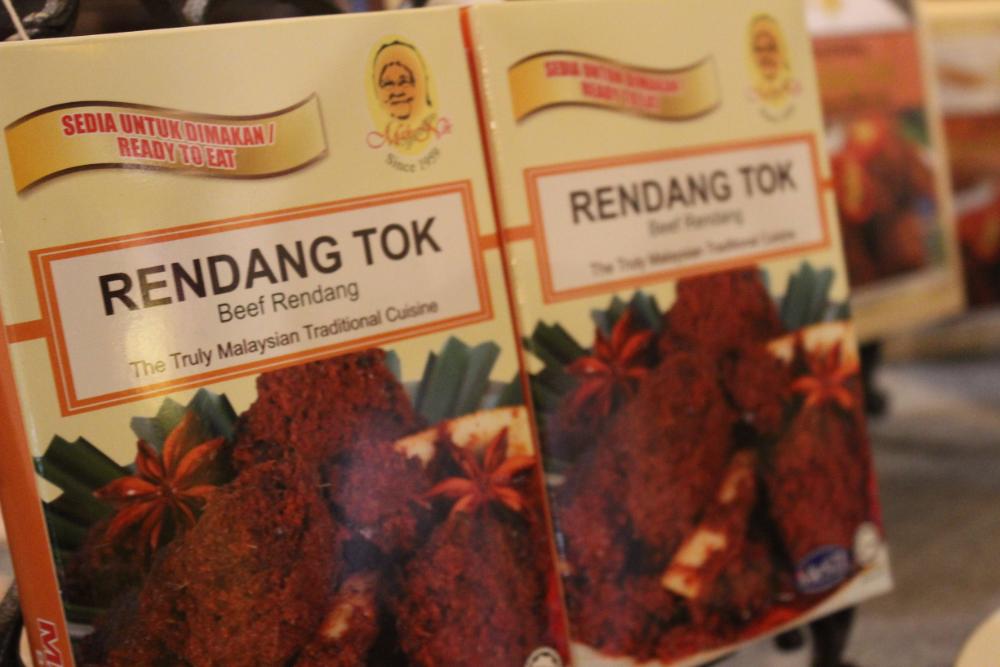 SEDIA UNTUK DIMAKAN /
READY TO EAT
Since 1959
RENDANG TOK
Beef Rendang
The Truly Malaysian Traditional Cuisine
SEDIA UNTUK DIMAKAN /
READY TO EAT
RENDANG TOK
Beef Rendang
The Truly Malaysian Traditional Cuisine